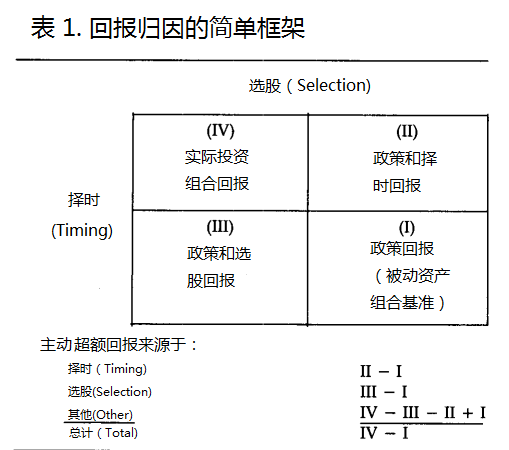 表 1. 回报归因的简单框架
选股 ( Selection)
(IV)
实际投资
组合回报
(II)
政策和择
时回报
择时
(Timing)
(III)
政策和选
股回报
(I)
政策回报
（被动资产
组合基准）
主动超额回报来源于：
择时 ( Timing) II − I
选股(Selection) III − I
其他(Other) IV − III − II + I
总计 ( Total) IV − I